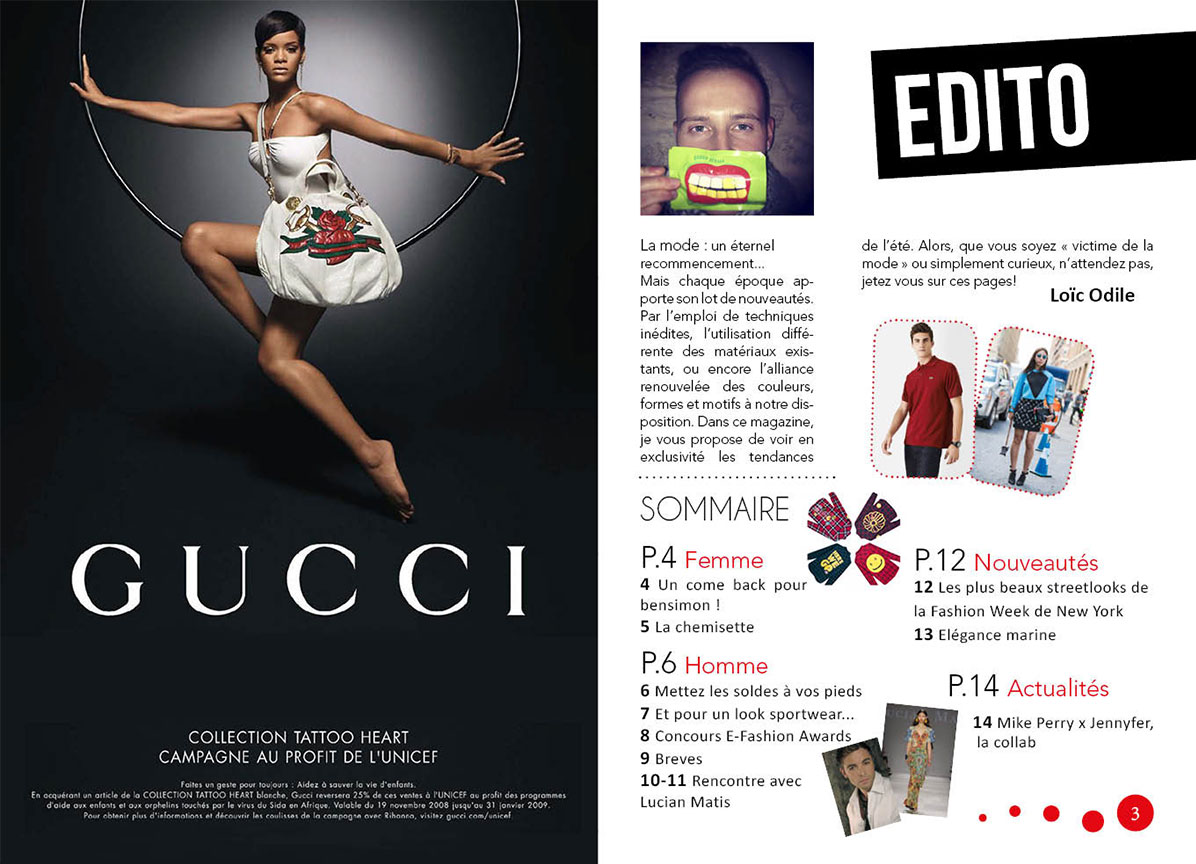 GUCCI
COLLECTION TATTOO HEART
CAMPAGNE AU PROFIT DE L'UNICEF
Faites un geste pour toujours : Aidez à sauver la vie d'enfants.
En acquérant un article de la COLLECTION TATTOO HEART blanche, Gucci reversera 25% de ces ventes à l'UNICEF au profit des programmes
d'aide aux enfants et aux orphelins touchés par le virus du Sida en Afrique. Valable du 19 novembre 2008 jusqu'au 31 janvier 2009.
Pour obtenir plus d'informations et découvrir les coulisses de la campagne avec Rihanna, visitez gucci.com/unicef.
EDITO
La mode : un éternel
recommencement...
Mais chaque époque ap-
porte son lot de nouveautés.
Par l'emploi de techniques
inédites, l'utilisation diffé-
rente des matériaux exis-
tants, ou encore l'alliance
renouvelée des couleurs,
formes et motifs à notre dis-
position. Dans ce magazine,
je vous propose de voir en
exclusivité les tendances
de l'été. Alors, que vous soyez « victime de la
mode » ou simplement curieux, n'attendez pas,
jetez vous sur ces pages!
Loïc Odile
SOMMAIRE
P.4 Femme
4 Un come back pour
bensimon !
5 La chemisette
P.6 Homme
6 Mettez les soldes à vos pieds
7 Et pour un look sportwear...
8 Concours E-Fashion Awards
9 Breves
10-11 Rencontre avec
Lucian Matis
P.12 Nouveautés
12 Les plus beaux streetlooks de
la Fashion Week de New York
13 Elégance marine
P.14 Actualités
14 Mike Perry x Jennyfer,
la collab
3